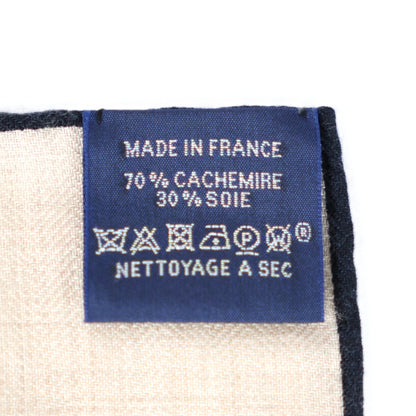 MADE IN FRANCE
70 % CACHEMIRE
30 % SOIE
P W ®
NETTOYAGE A SEC